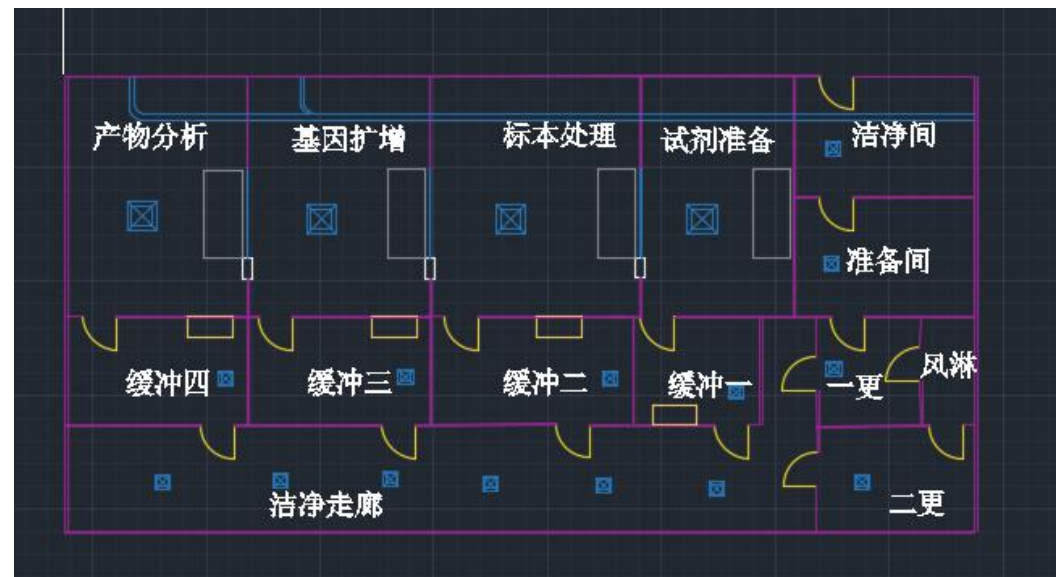 产物分析
基因扩增
标本处理
试剂准备
洁净间
准备间
缓冲四
缓冲三
缓冲二
缓冲一
一更
风淋
洁净走廊
二更